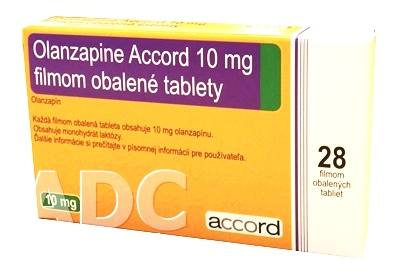 Olanzapine Accord 10 mg
filmom obalené tablety
Olanzapín
Každá filmom obalená tableta obsahuje 10 mg olanzapínu.
Obsahuje monohydrát laktózy.
Ďalšie informácie si prečítajte v písomnej informácii pre používateľa.
28
filmom
obalených
tabliet
ADC
10 mg
accord